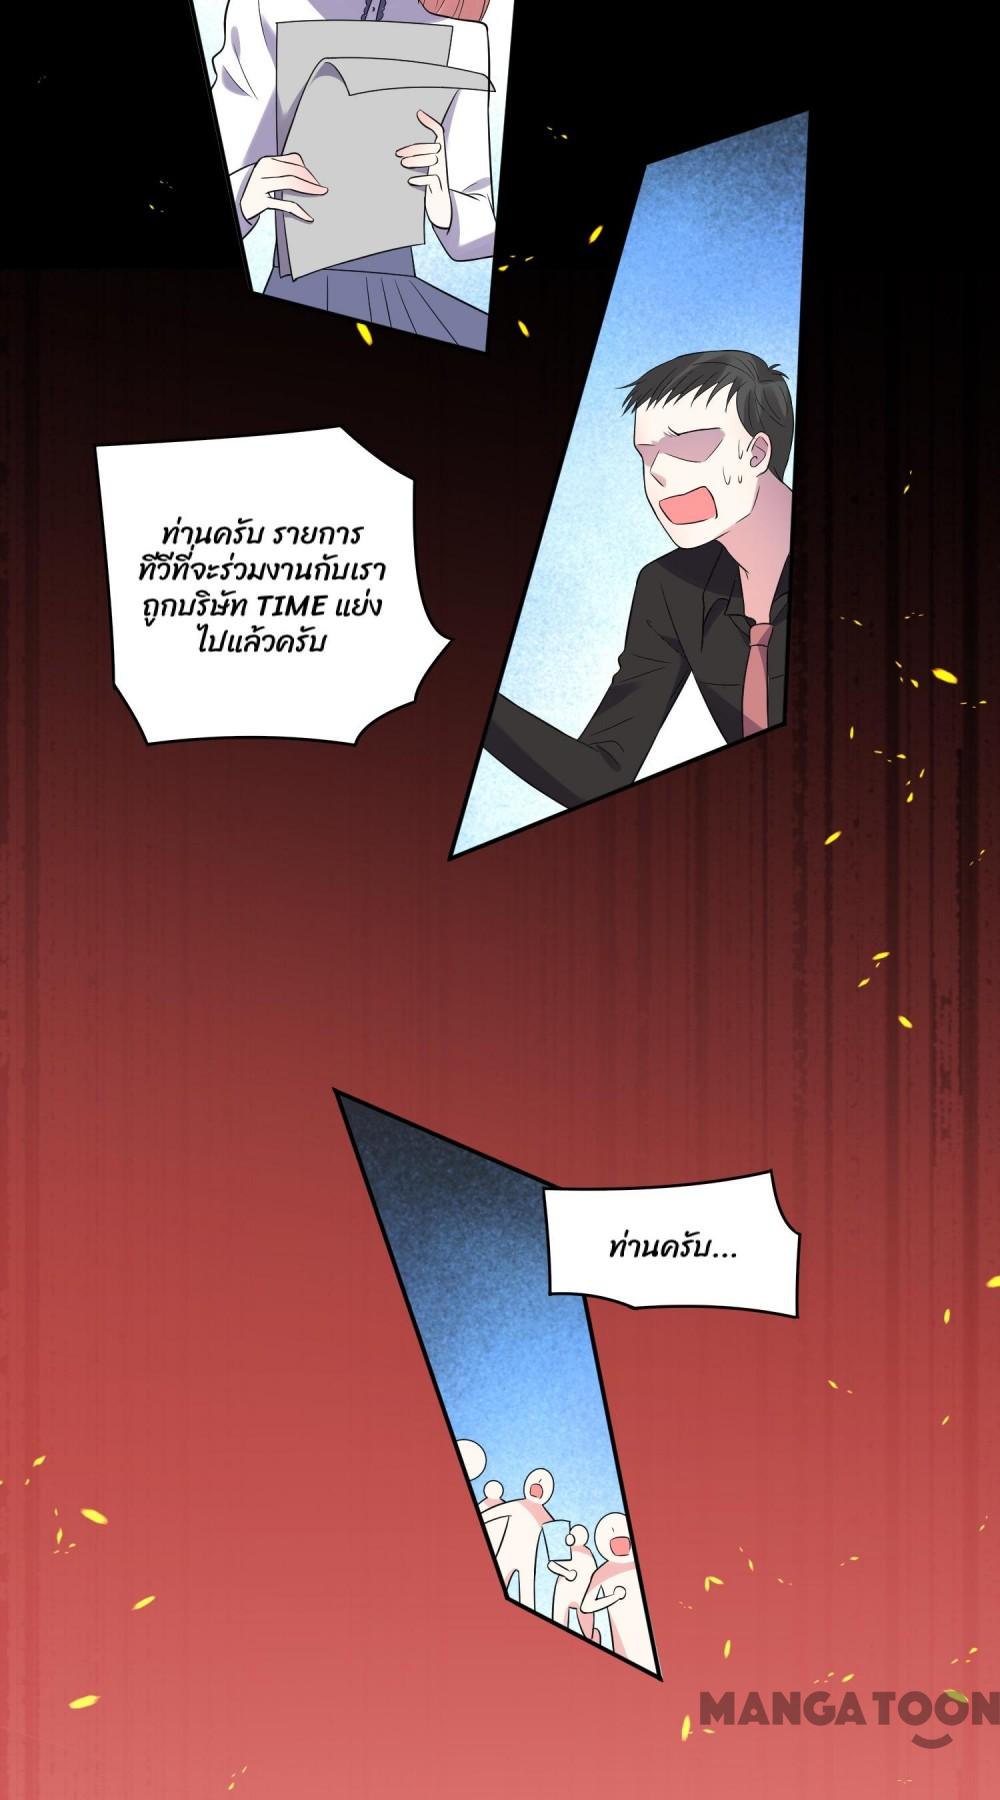 ท่านครับ รายการ
ทีวีที่จะร่วมงานกับเรา
ถูกบริษัท TIME แย่ง
ไปแล้วครับ
ท่านครับ...
MANGATOON